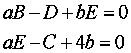 aB − D + bE = 0
aE − C + 4b = 0